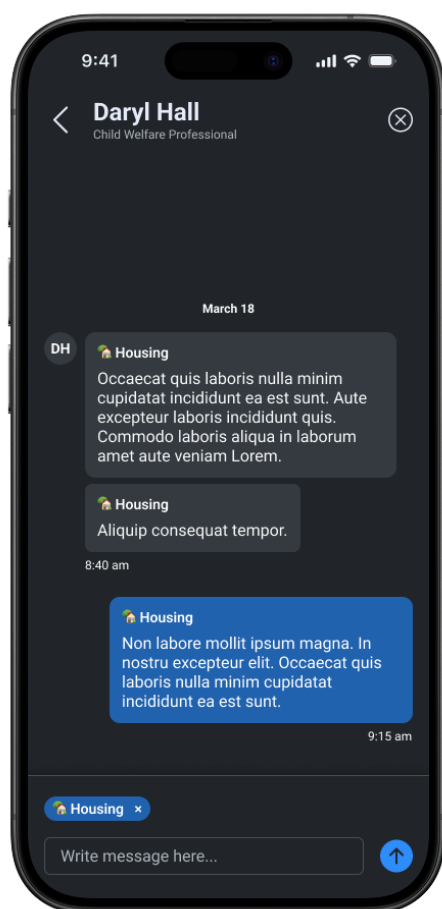 9:41
Daryl Hall
Child Welfare Professional
March 18
DH
Housing
Occaecat quis laboris nulla minim
cupidatat incididunt ea est sunt. Aute
excepteur laboris incididunt quis.
Commodo laboris aliqua in laborum
amet aute veniam Lorem.
Housing
Aliquip consequat tempor.
8:40 am
Housing
Non labore mollit ipsum magna. In
nostru excepteur elit. Occaecat quis
laboris nulla minim cupidatat
incididunt ea est sunt.
9:15 am
Housing ×
Write message here...